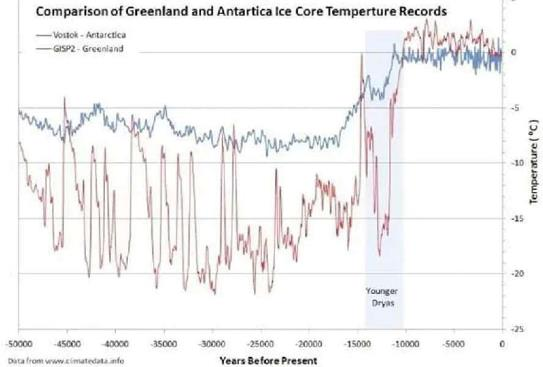 Comparison of Greenland and Antartica Ice Core Temperture Records
Vostok - Antarctica
GISP2 - Greenland
0
-5
-10
-15
-20
-25
Temperature (°C)
Younger
Dryas
-50000 -45000 -40000 -35000 -30000 -25000 -20000 -15000 -10000 -5000 0
Data from www.climatedata.info
Years Before Present